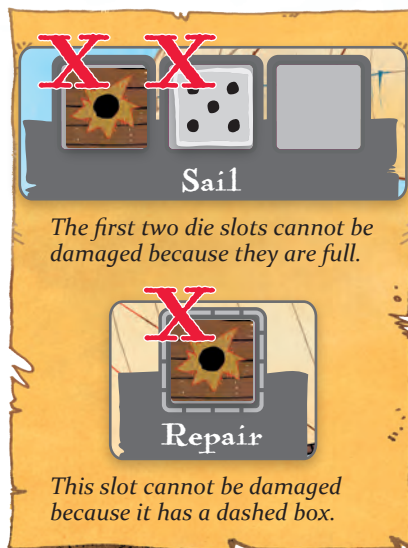 X X
Sail
The first two die slots cannot be
damaged because they are full.
X
Repair
This slot cannot be damaged
because it has a dashed box.